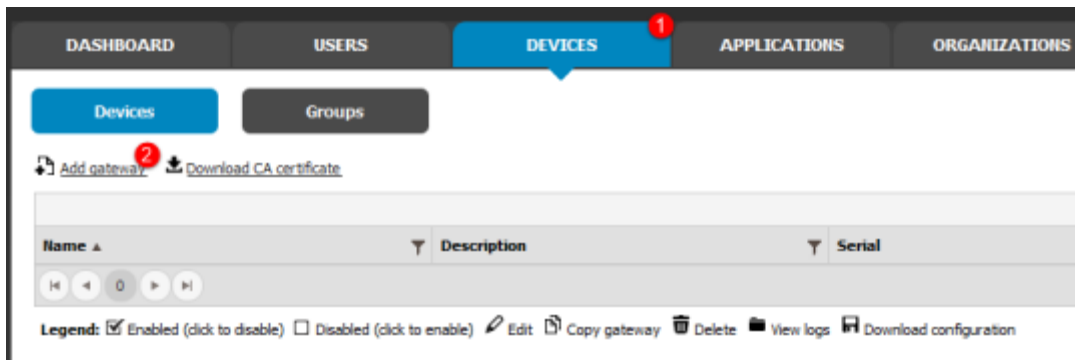 DASHBOARD USERS DEVICES 1 APPLICATIONS ORGANIZATIONS
Devices Groups
Add gateway 2 Download CA certificate
Name Description Serial
0
Legend: Enabled (click to disable) Disabled (click to enable) Edit Copy gateway Delete View logs Download configuration